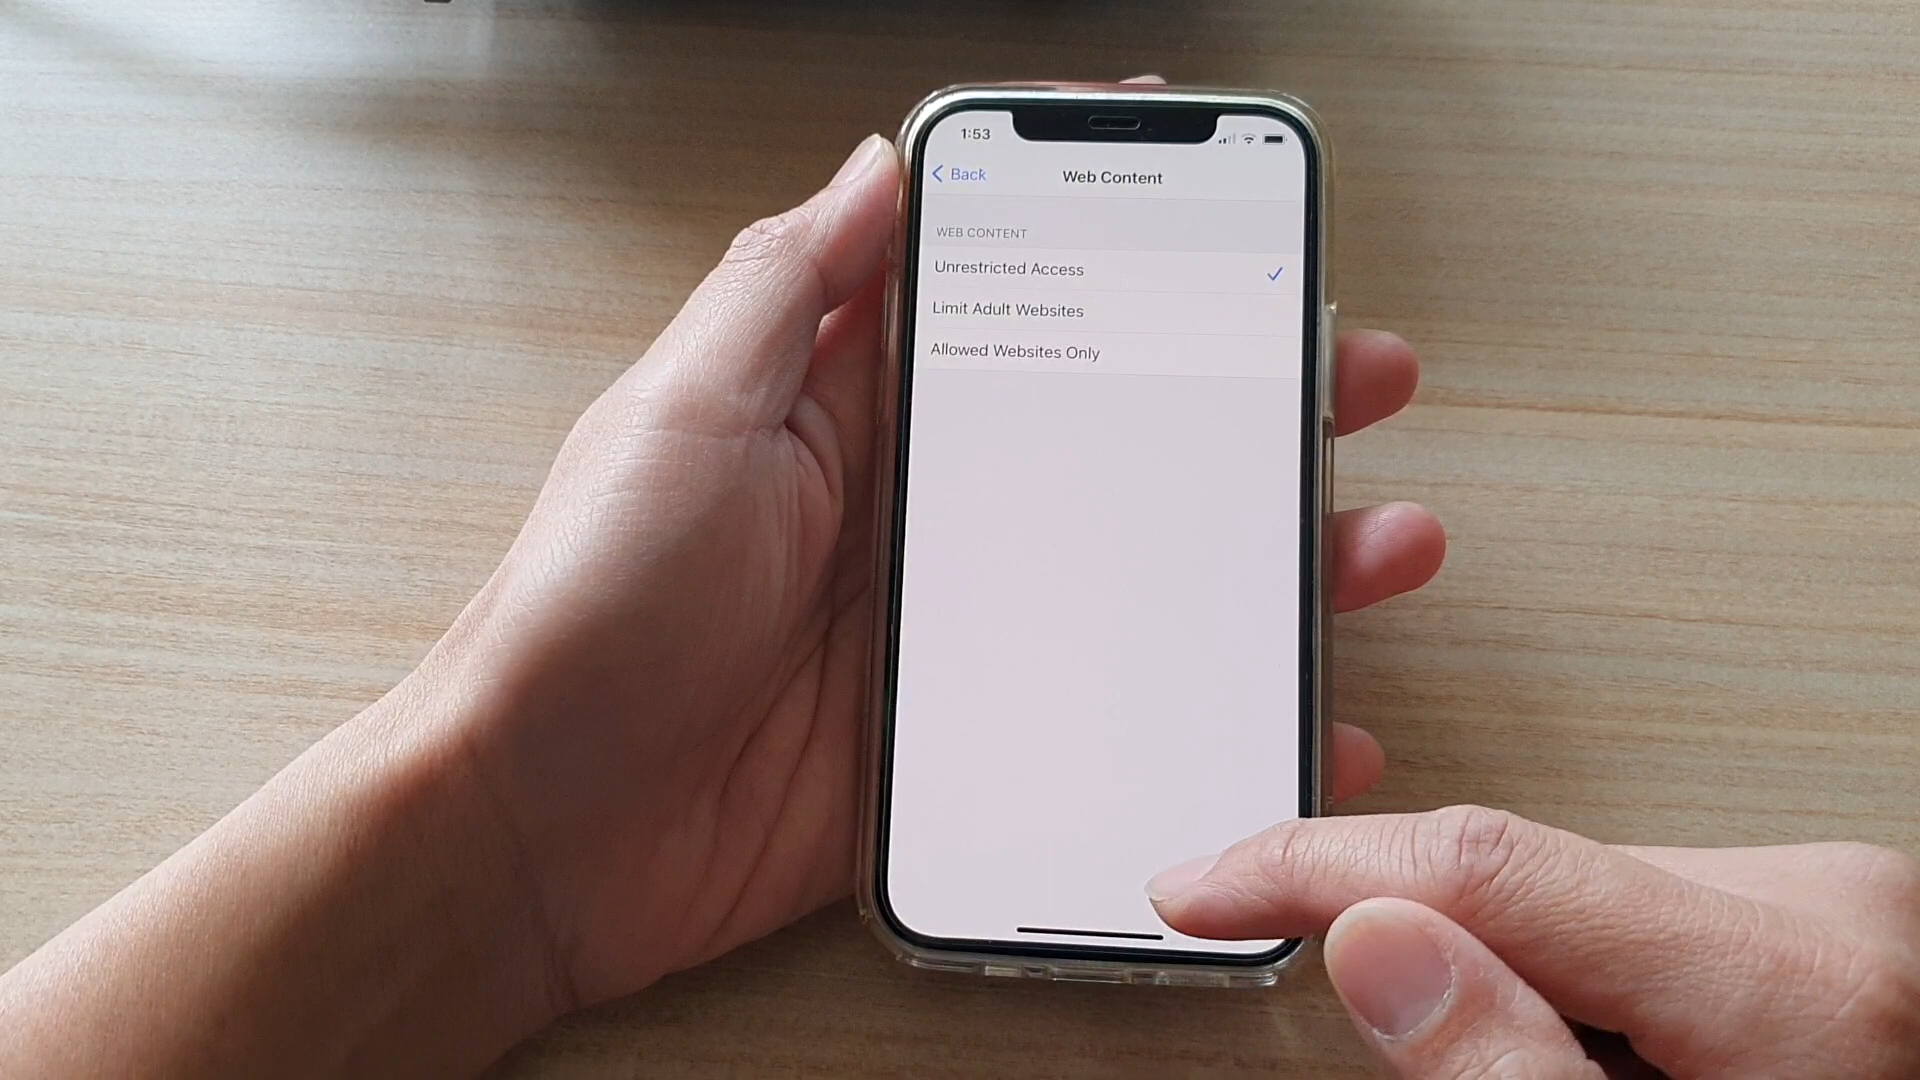 1:53
Back
Web Content
WEB CONTENT
Unrestricted Access
Limit Adult Websites
Allowed Websites Only